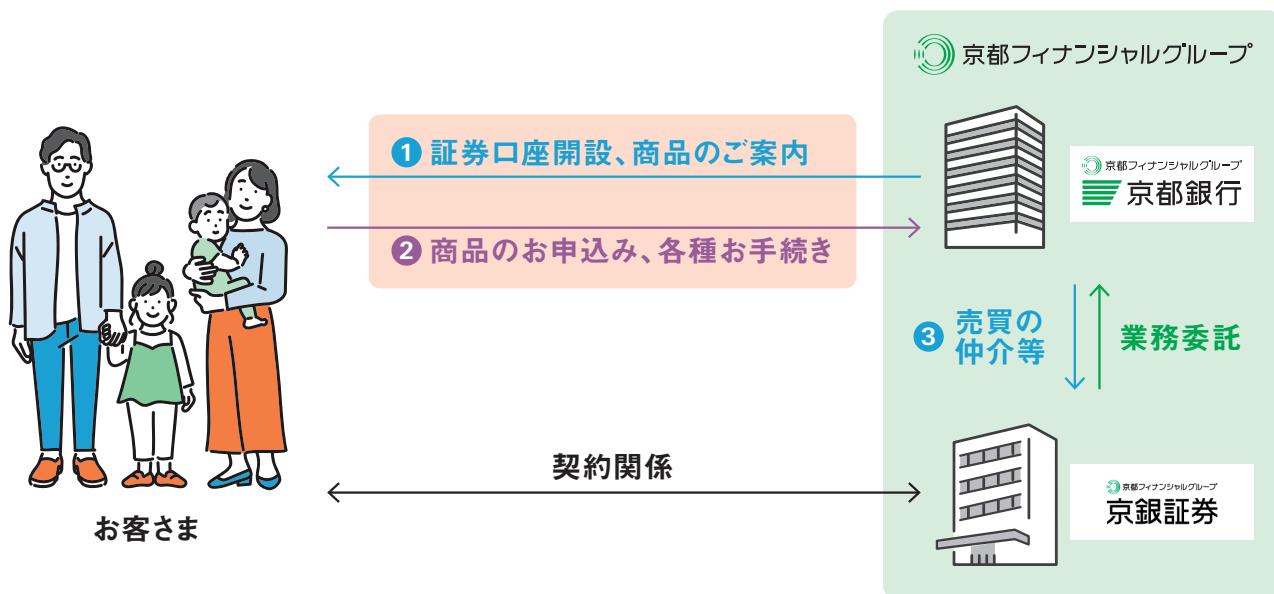 京都フィナンシャルグループ
❶ 証券口座開設、商品のご案内
❷ 商品のお申込み、各種お手続き
京都フィナンシャルグループ
京都銀行
❸ 売買の
仲介等
業務委託
契約関係
京都フィナンシャルグループ
京銀証券
お客さま